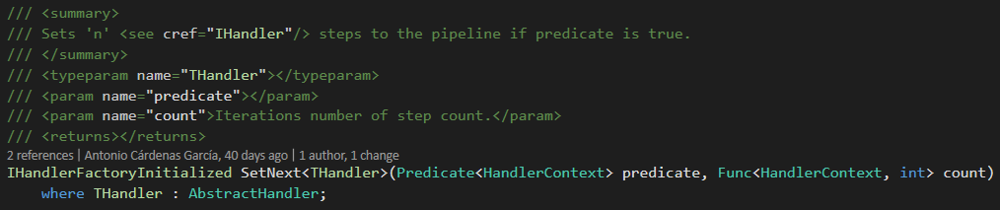 /// <summary>
/// Sets 'n' <see cref="IHandler"/> steps to the pipeline if predicate is true.
/// </summary>
/// <typeparam name="THandler"></typeparam>
/// <param name="predicate"></param>
/// <param name="count">Iterations number of step count.</param>
/// <returns></returns>
2 references | Antonio Cárdenas García, 40 days ago | 1 author, 1 change
IHandlerFactoryInitialized SetNext<THandler>(Predicate<HandlerContext> predicate, Func<HandlerContext, int> count)
    where THandler : AbstractHandler;